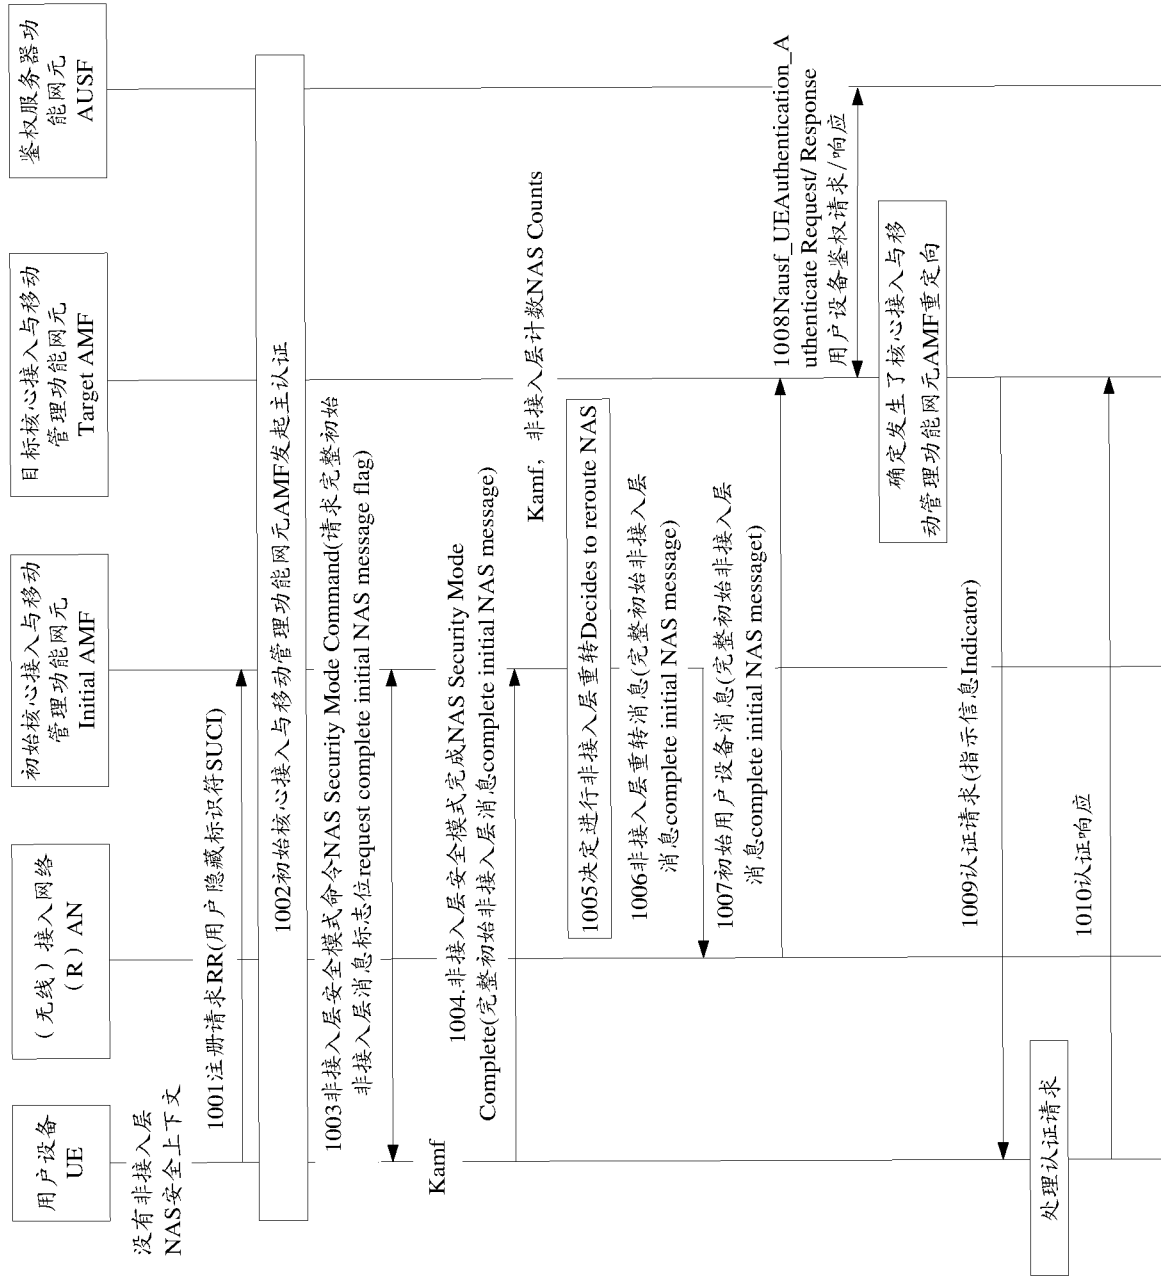 用户设备
UE
(无线)接入网络
(R) AN
初始核心接入与移动
管理功能网元
Initial AMF
目标核心接入与移动
管理功能网元
Target AMF
鉴权服务器功
能网元
AUSF
没有非接入层
NAS安全上下文
1001注册请求RR(用户隐藏标识符SUCI)
1002初始核心接入与移动管理功能网元AMF发起主认证
1003非接入层安全模式命令NAS Security Mode Command(请求完整初始
非接入层消息标志位request complete initial NAS message flag)
Kamf
1004.非接入层安全模式完成NAS Security Mode
Complete(完整初始非接入层消息complete initial NAS message)
Kamf，非接入层计数NAS Counts
1005决定进行非接入层重转Decides to reroute NAS
1006非接入层重转消息(完整初始非接入层
消息complete initial NAS message)
1007初始用户设备消息(完整初始非接入层
消息complete initial NAS messaget)
1008Nausf_UEAuthentication_A
uthenticate Request/ Response
用户设备鉴权请求/响应
确定发生了核心接入与移
动管理功能网元AMF重定向
1009认证请求(指示信息Indicator)
处理认证请求
1010认证响应